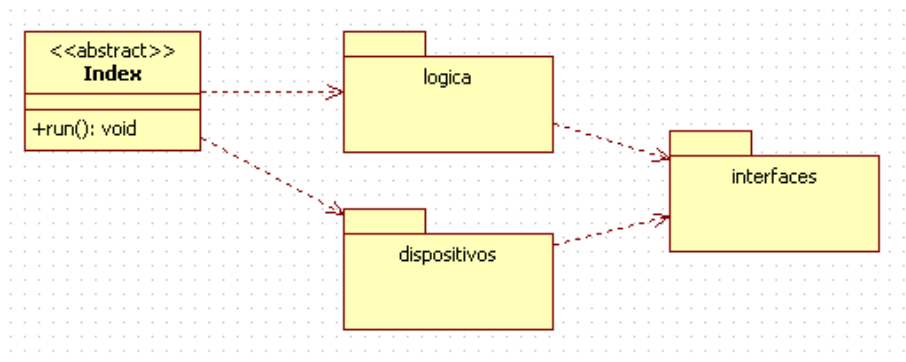 <<abstract>>
Index
+run(): void
logica
dispositivos
interfaces